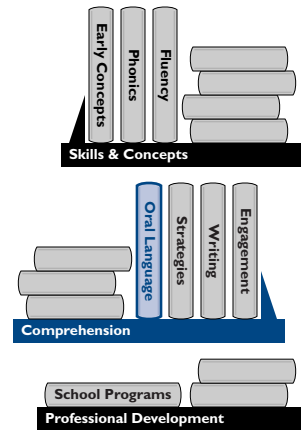 Early Concepts
Phonics
Fluency
Skills & Concepts
Oral Language
Strategies
Writing
Engagement
Comprehension
School Programs
Professional Development